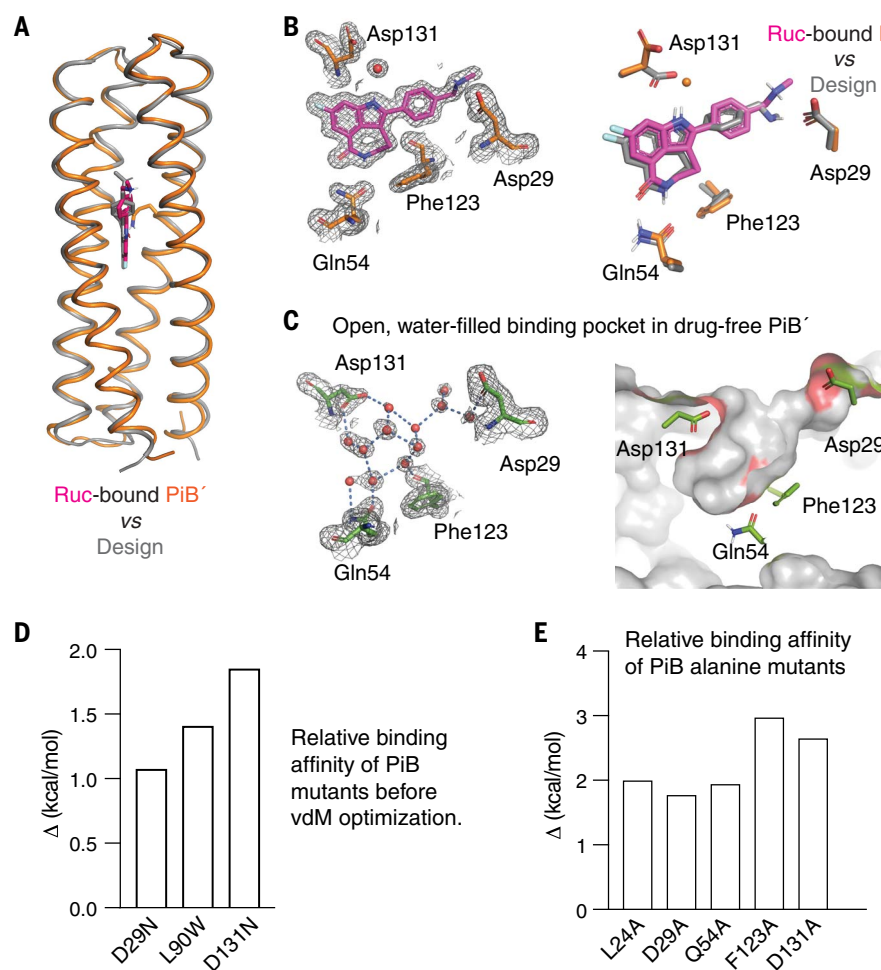 A
Ruc-bound PiB´
vs
Design
B
Asp131
Phe123
Asp29
Gln54
Asp131
Ruc-bound
vs
Design
Asp29
Phe123
Gln54
C
Open, water-filled binding pocket in drug-free PiB´
Asp131
Asp29
Phe123
Gln54
Asp131
Asp29
Phe123
Gln54
D
2.0
1.5
1.0
0.5
0.0
Δ (kcal/mol)
D29N
L90W
D131N
Relative binding
affinity of PiB
mutants before
vdM optimization.
E
Relative binding affinity
of PiB alanine mutants
4
3
2
1
0
Δ (kcal/mol)
L24A
D29A
Q54A
F123A
D131A